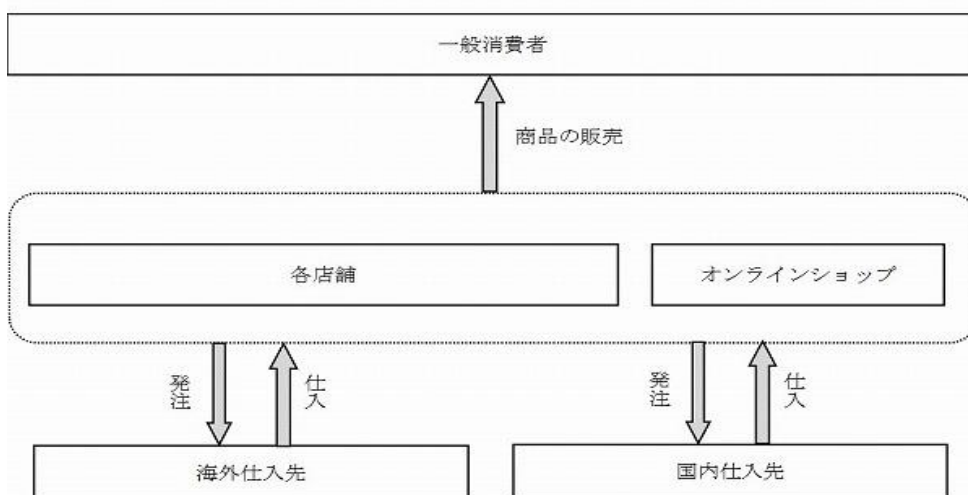 一般消費者
商品の販売
各店舗
オンラインショップ
発注
仕入
発注
仕入
海外仕入先
国内仕入先